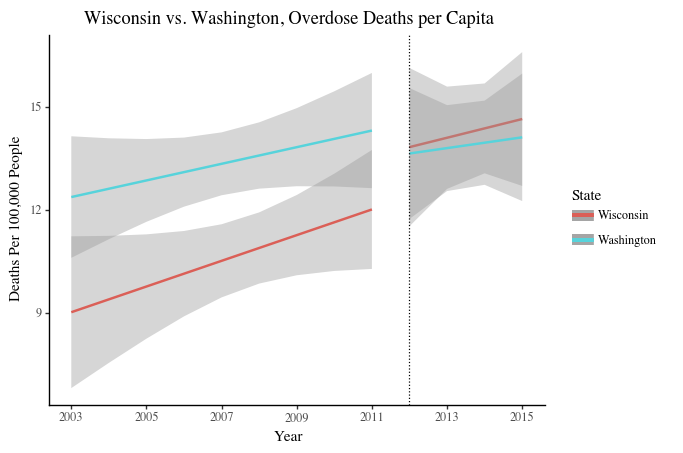 Wisconsin vs. Washington, Overdose Deaths per Capita
Deaths Per 100,000 People
15
12
9
2003 2005 2007 2009 2011 2013 2015
Year
State
Wisconsin
Washington